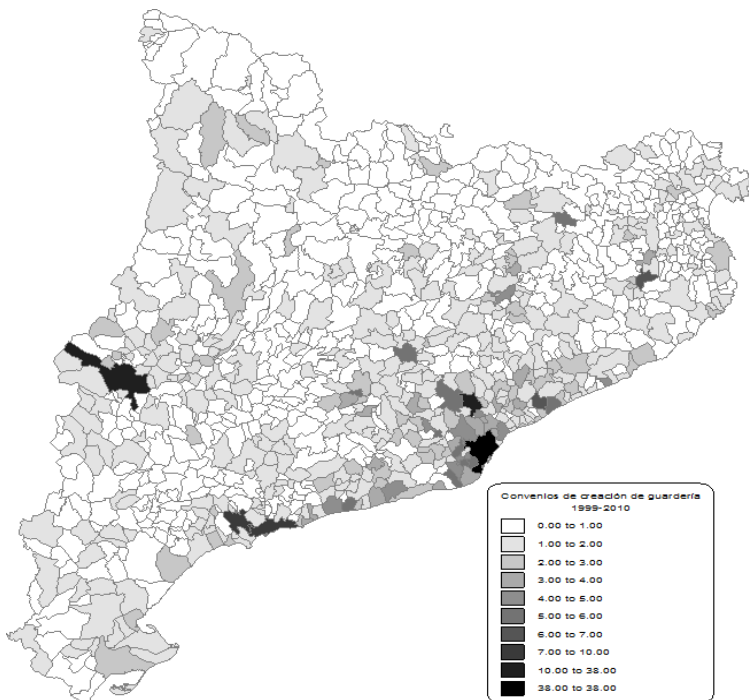 Convenios de creación de guardería
1999-2010
0.00 to 1.00
1.00 to 2.00
2.00 to 3.00
3.00 to 4.00
4.00 to 5.00
5.00 to 6.00
6.00 to 7.00
7.00 to 10.00
10.00 to 38.00
38.00 to 38.00